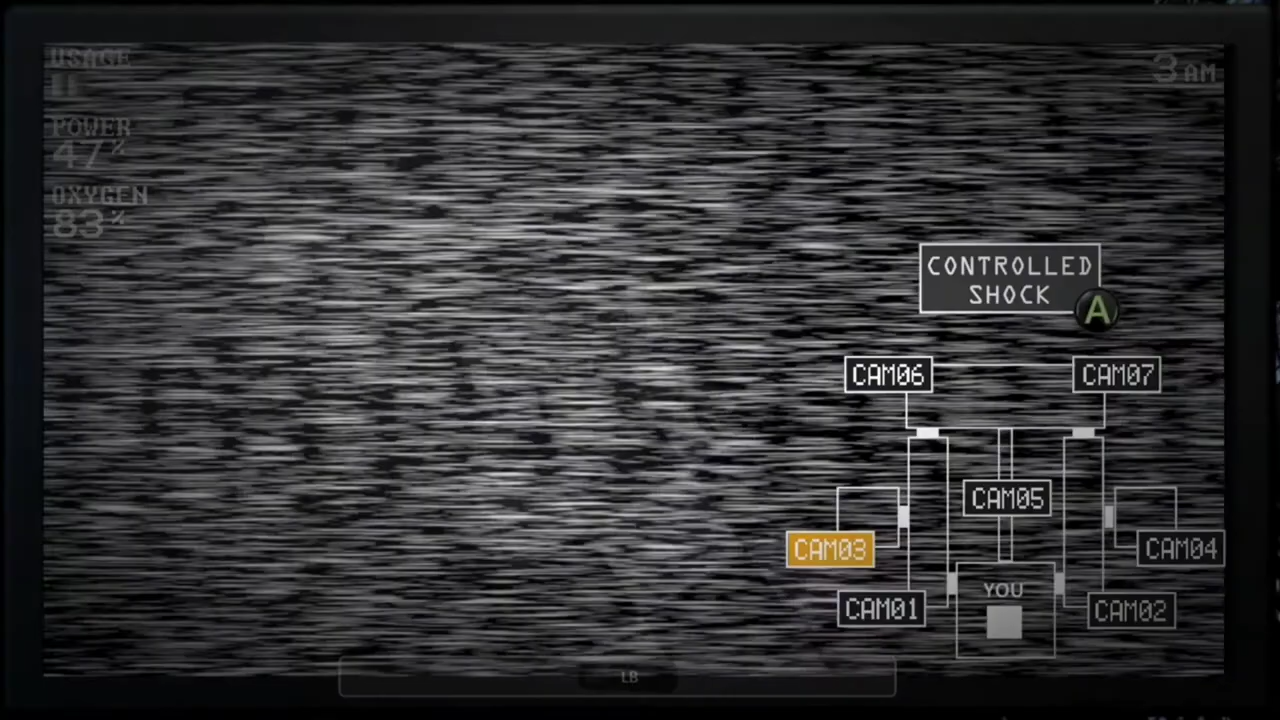 USAGE
3 AM
POWER
47%
OXYGEN
83%
CONTROLLED
SHOCK
A
CAM06
CAM07
CAM05
CAM03
CAM04
YOU
CAM01
CAM02
LB